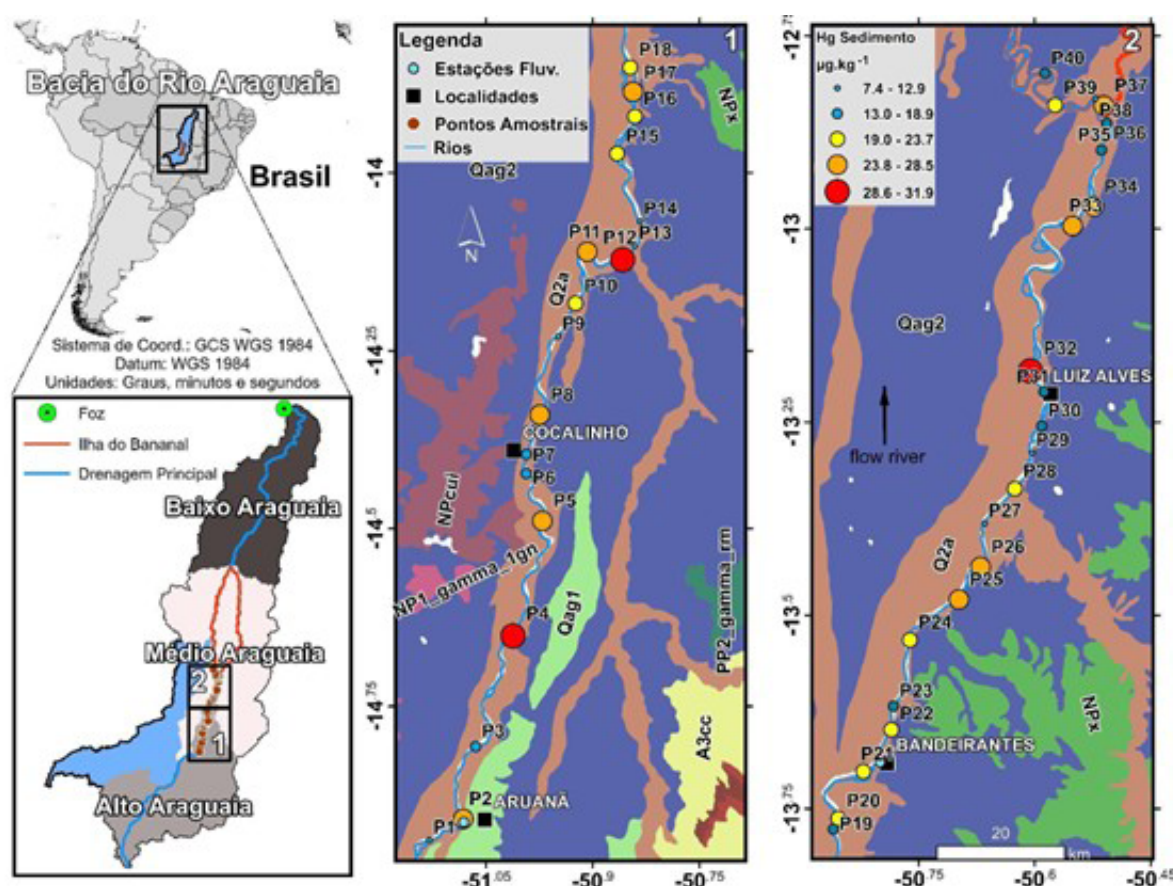 Bacia do Rio Araguaia
Brasil
Sistema de Coord.: GCS WGS 1984
Datum: WGS 1984
Unidades: Graus, minutos e segundos
Foz
Ilha do Bananal
Drenagem Principal
Baixo Araguaia
Médio Araguaia
2
1
Alto Araguaia
Legenda
Estações Fluv.
Localidades
Pontos Amostrais
Rios
1
P18
P17
P16
NPx
P15
Qag2
P14
P13
P11
P12
N
P10
Q2a
P9
P8
COCALINHO
P7
P6
NPcui
P5
NP1_gamma_1gn
Qag1
P4
PP2_gamma_rm
P3
A3cc
P2
ARUANÃ
P1
-14
-14.25
-14.5
-14.75
-51.05
-50.9
-50.75
Hg Sedimento
µg.kg-1
7.4 - 12.9
13.0 - 18.9
19.0 - 23.7
23.8 - 28.5
28.6 - 31.9
2
P40
P39
P37
P38
P35
P36
P34
P33
Qag2
P32
P31
LUIZ ALVES
P30
flow river
P29
P28
P27
P26
Q2a
P25
P24
P23
P22
NPx
BANDEIRANTES
P21
P20
P19
20
km
-12.75
-13
-13.25
-13.5
-13.75
-50.75
-50.6
-50.45